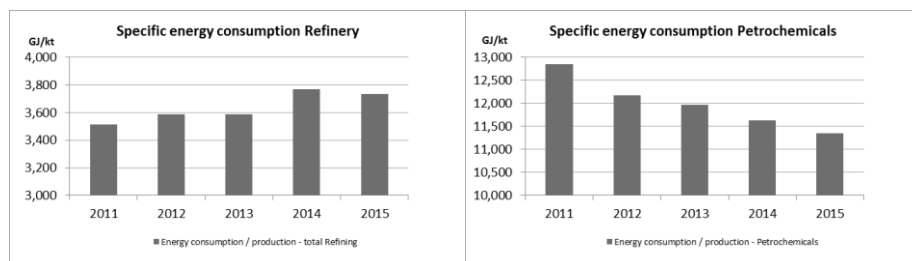 Specific energy consumption Refinery
GJ/kt
4,000
3,800
3,600
3,400
3,200
3,000
2011 2012 2013 2014 2015
■ Energy consumption / production - total Refining
Specific energy consumption Petrochemicals
GJ/kt
13,000
12,500
12,000
11,500
11,000
10,500
10,000
2011 2012 2013 2014 2015
■ Energy consumption / production - Petrochemicals